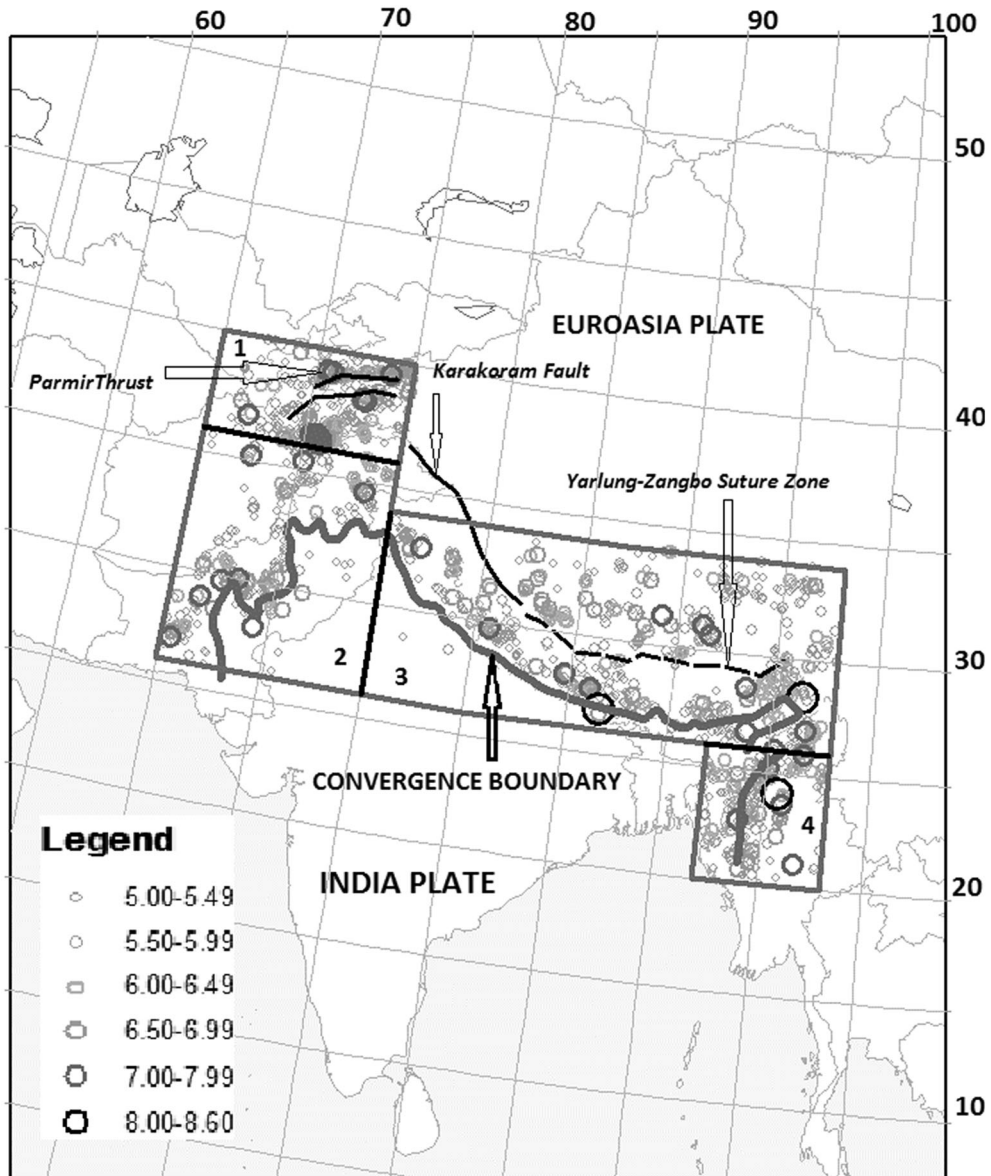 60 70 80 90 100
50
EUROASIA PLATE
1
ParmirThrust
Karakoram Fault
40
Yarlung-Zangbo Suture Zone
30
2
3
CONVERGENCE BOUNDARY
4
Legend
INDIA PLATE
20
5.00-5.49
5.50-5.99
6.00-6.49
6.50-6.99
7.00-7.99
8.00-8.60
10